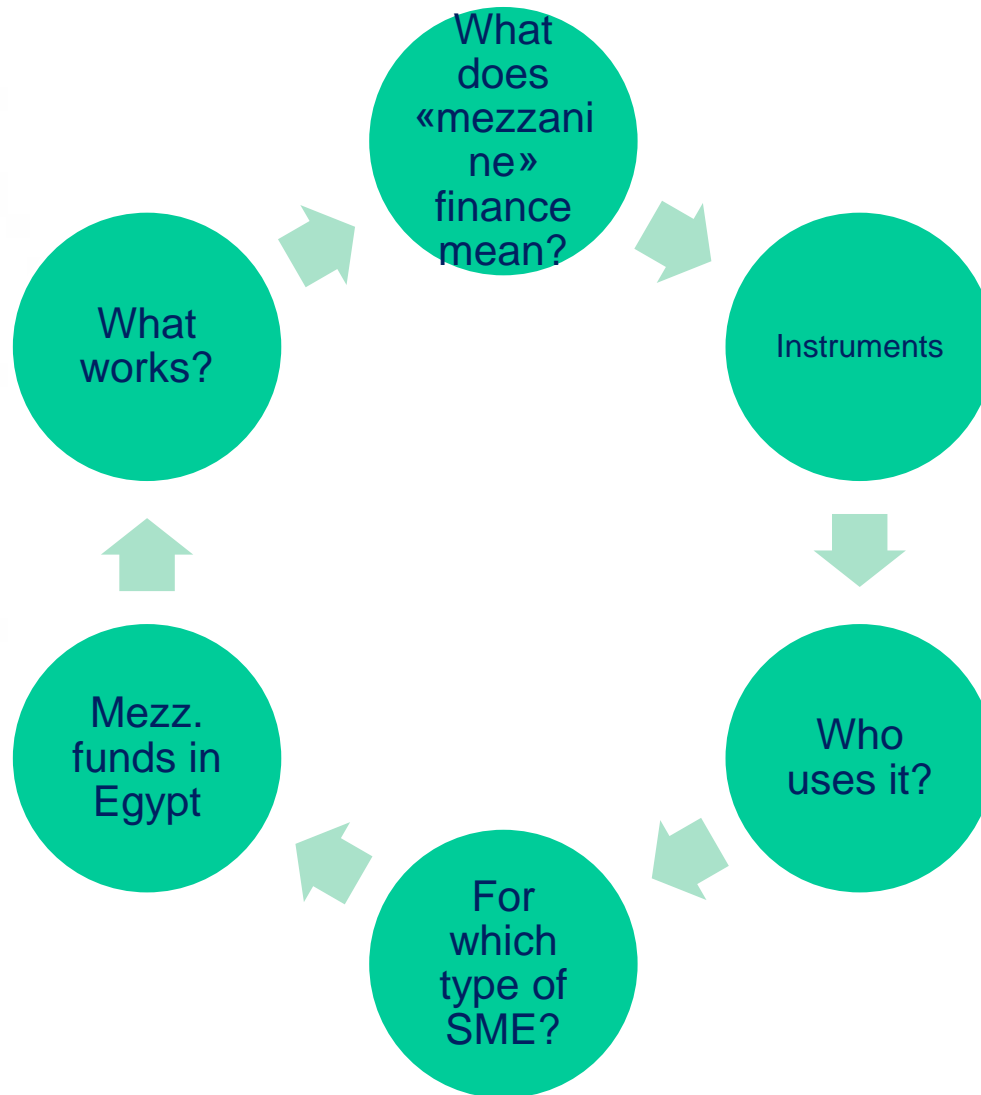 What
does
«mezzani
ne»
finance
mean?
Instruments
Who
uses it?
For
which
type of
SME?
Mezz.
funds in
Egypt
What
works?